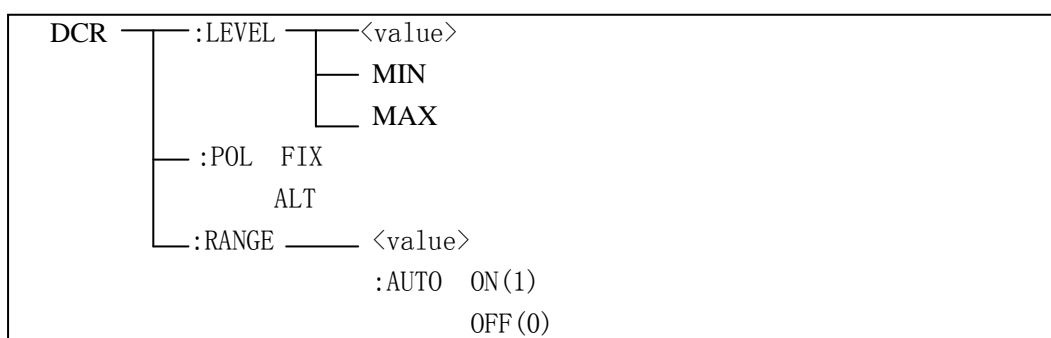 DCR :LEVEL <value>
MIN
MAX
:POL FIX
ALT
:RANGE <value>
:AUTO ON(1)
OFF(0)